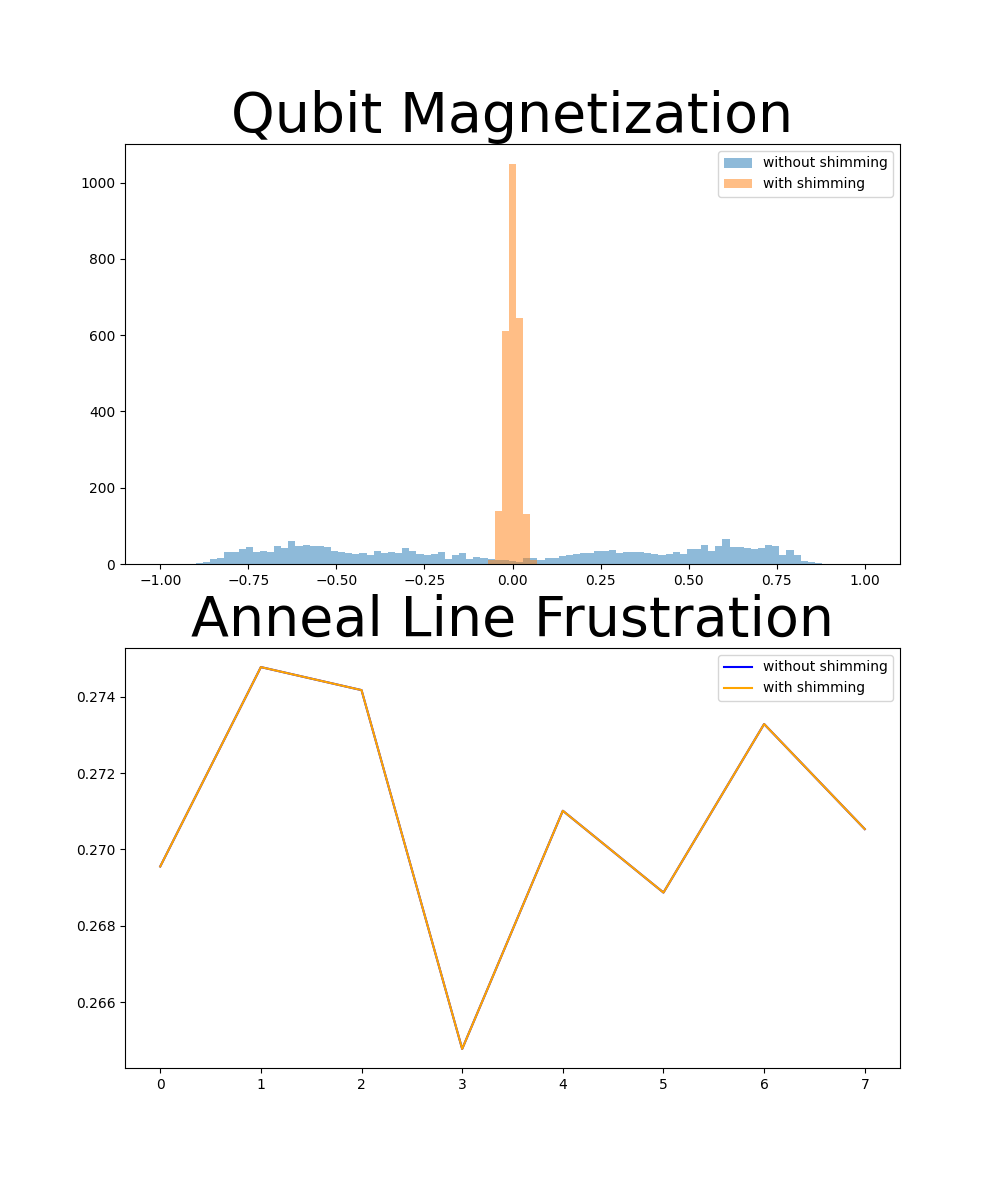 Qubit Magnetization
without shimming
with shimming
1000
800
600
400
200
0
−1.00 −0.75 −0.50 −0.25 0.00 0.25 0.50 0.75 1.00
Anneal Line Frustration
without shimming
with shimming
0.274
0.272
0.270
0.268
0.266
0 1 2 3 4 5 6 7